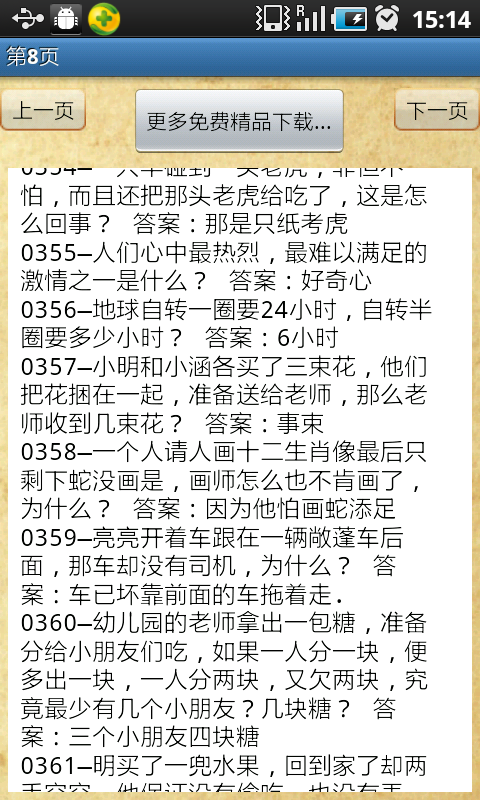 15:14
第8页
上一页
更多免费精品下载...
下一页
怕，而且还把那头老虎给吃了，这是怎
么回事？ 答案：那是只纸考虎
0355—人们心中最热烈，最难以满足的
激情之一是什么？ 答案：好奇心
0356—地球自转一圈要24小时，自转半
圈要多少小时？ 答案：6小时
0357—小明和小涵各买了三束花，他们
把花捆在一起，准备送给老师，那么老
师收到几束花？ 答案：事束
0358—一个人请人画十二生肖像最后只
剩下蛇没画是，画师怎么也不肯画了，
为什么？ 答案：因为他怕画蛇添足
0359—亮亮开着车跟在一辆敞蓬车后
面，那车却没有司机，为什么？ 答
案：车已坏靠前面的车拖着走.
0360—幼儿园的老师拿出一包糖，准备
分给小朋友们吃，如果一人分一块，便
多出一块，一人分两块，又欠两块，究
竟最少有几个小朋友？几块糖？ 答
案：三个小朋友四块糖
0361—明买了一兜水果，回到家了却两